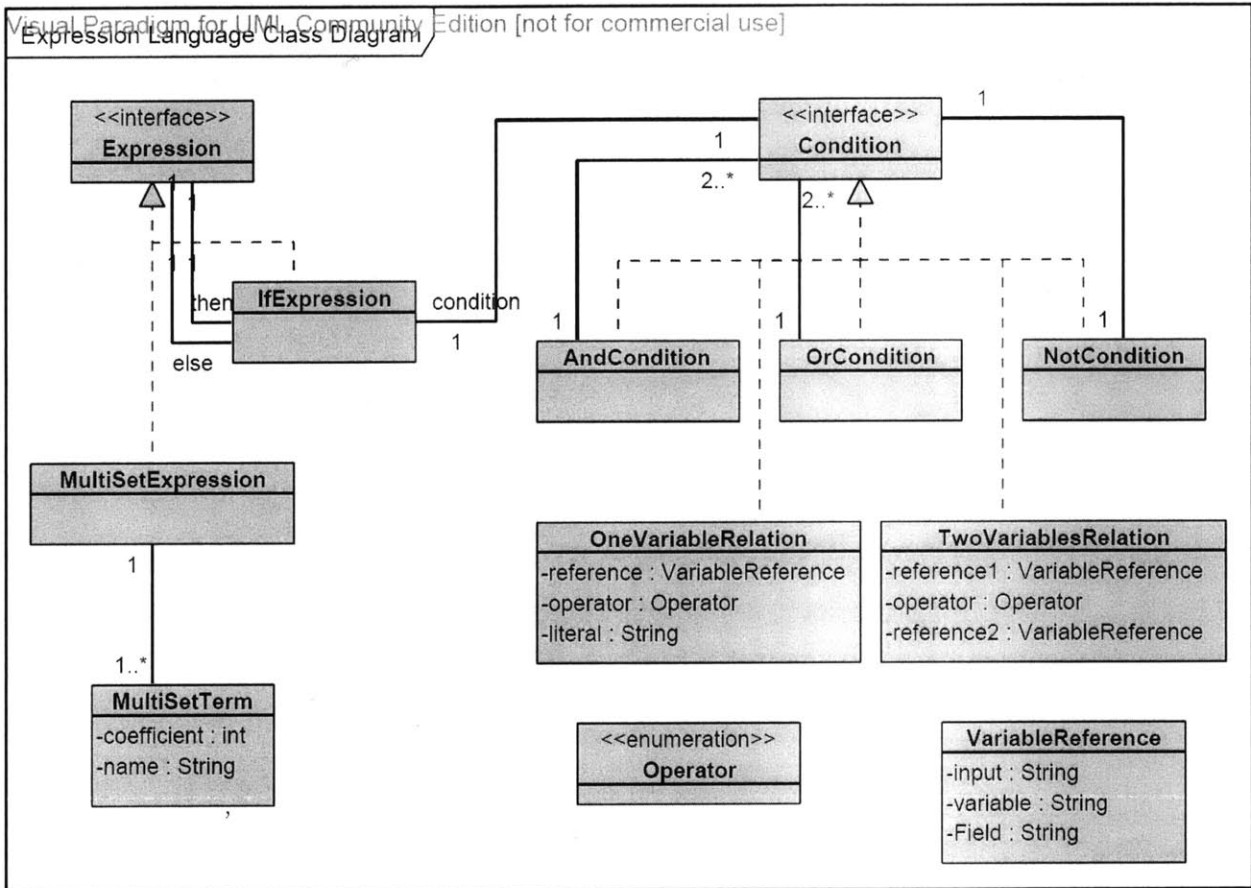 Visual Paradigm for UML Community Edition [not for commercial use]
Expression Language Class Diagram
<<interface>>
Expression
<<interface>>
Condition
1
1
2..*
2..*
1
1
1
1
then
else
IfExpression
condition
1
1
AndCondition
1
OrCondition
1
NotCondition
MultiSetExpression
1
1..*
MultiSetTerm
-coefficient : int
-name : String
OneVariableRelation
-reference : VariableReference
-operator : Operator
-literal : String
TwoVariablesRelation
-reference1 : VariableReference
-operator : Operator
-reference2 : VariableReference
<<enumeration>>
Operator
VariableReference
-input : String
-variable : String
-Field : String